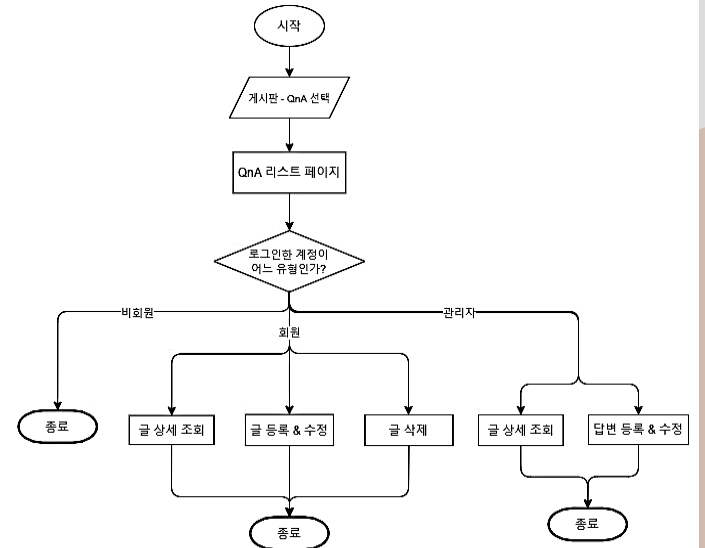 시작
게시판 - QnA 선택
QnA 리스트 페이지
로그인한 계정이
어느 유형인가?
비회원
관리자
회원
종료
글 상세 조회
글 등록 & 수정
글 삭제
글 상세 조회
답변 등록 & 수정
종료
종료